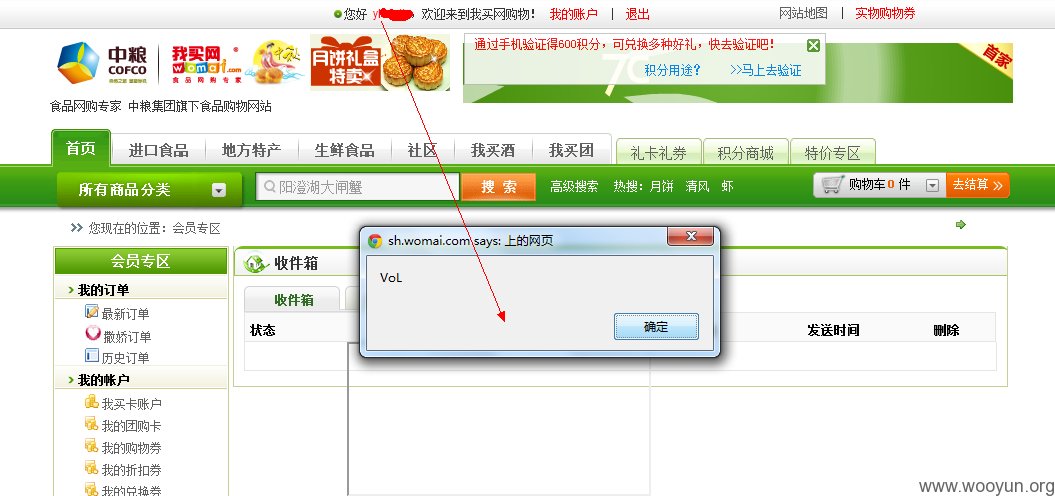 您好 欢迎来到我买网购物! 我的账户 | 退出
网站地图 | 实物购物券
中粮 COFCO
我买网 womai.com
食品网购专家
月饼礼盒 特卖
通过手机验证得600积分，可兑换多种好礼，快去验证吧!
积分用途? >>马上去验证
首家
食品网购专家 中粮集团旗下食品购物网站
首页 进口食品 地方特产 生鲜食品 社区 我买酒 我买团 礼卡礼券 积分商城 特价专区
所有商品分类 阳澄湖大闸蟹 搜 索 高级搜索 热搜: 月饼 清风 虾 购物车 0 件 去结算 »
>> 您现在的位置: 会员专区
会员专区
我的订单
最新订单
撒娇订单
历史订单
我的帐户
我买卡账户
我的团购卡
我的购物券
我的折扣券
我的兑换券
收件箱
收件箱
状态 发送时间 删除
sh.womai.com says: 上的网页
VoL
确定
www.wooyun.org